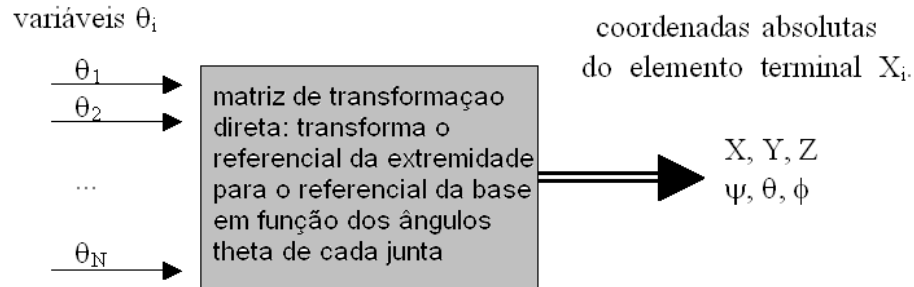 variáveis θi
θ1
θ2
...
θN
matriz de transformaçao
direta: transforma o
referencial da extremidade
para o referencial da base
em função dos ângulos
theta de cada junta
coordenadas absolutas
do elemento terminal Xi.
X, Y, Z
ψ, θ, ϕ